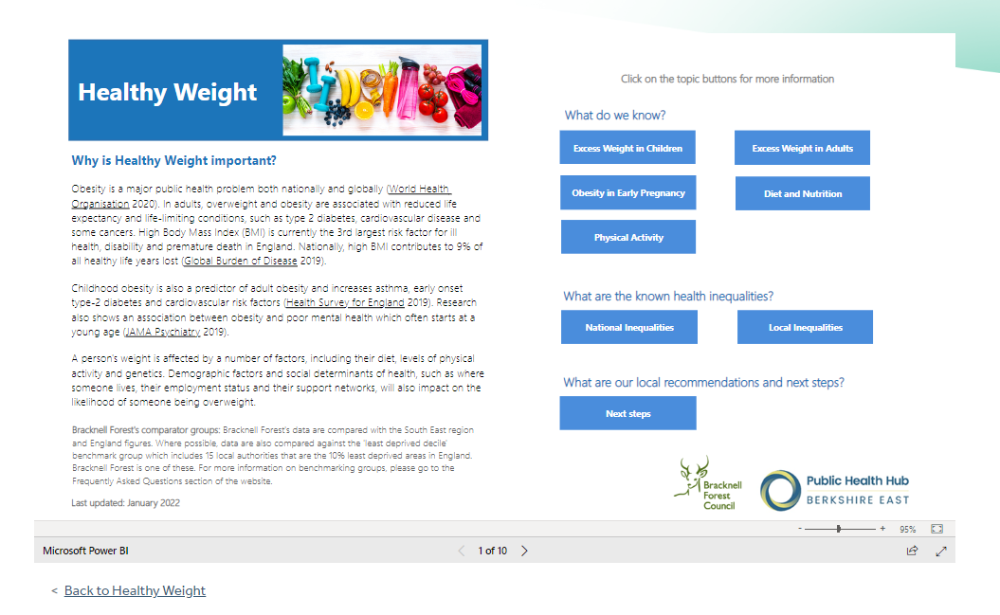 Healthy Weight
Why is Healthy Weight important?
Obesity is a major public health problem both nationally and globally (World Health
Organisation 2020). In adults, overweight and obesity are associated with reduced life
expectancy and life-limiting conditions, such as type 2 diabetes, cardiovascular disease and
some cancers. High Body Mass Index (BMI) is currently the 3rd largest risk factor for ill
health, disability and premature death in England. Nationally, high BMI contributes to 9% of
all healthy life years lost (Global Burden of Disease 2019).
Childhood obesity is also a predictor of adult obesity and increases asthma, early onset
type-2 diabetes and cardiovascular risk factors (Health Survey for England 2019). Research
also shows an association between obesity and poor mental health which often starts at a
young age (JAMA Psychiatry 2019).
A person's weight is affected by a number of factors, including their diet, levels of physical
activity and genetics. Demographic factors and social determinants of health, such as where
someone lives, their employment status and their support networks, will also impact on the
likelihood of someone being overweight.
Bracknell Forest's comparator groups: Bracknell Forest's data are compared with the South East region
and England figures. Where possible, data are also compared against the 'least deprived decile'
benchmark group which includes 15 local authorities that are the 10% least deprived areas in England.
Bracknell Forest is one of these. For more information on benchmarking groups, please go to the
Frequently Asked Questions section of the website.
Last updated: January 2022
Click on the topic buttons for more information
What do we know?
Excess Weight in Children
Excess Weight in Adults
Obesity in Early Pregnancy
Diet and Nutrition
Physical Activity
What are the known health inequalities?
National Inequalities
Local Inequalities
What are our local recommendations and next steps?
Next steps
Bracknell
Forest
Council
Public Health Hub
BERKSHIRE EAST
- + 95%
Microsoft Power BI
1 of 10
< Back to Healthy Weight